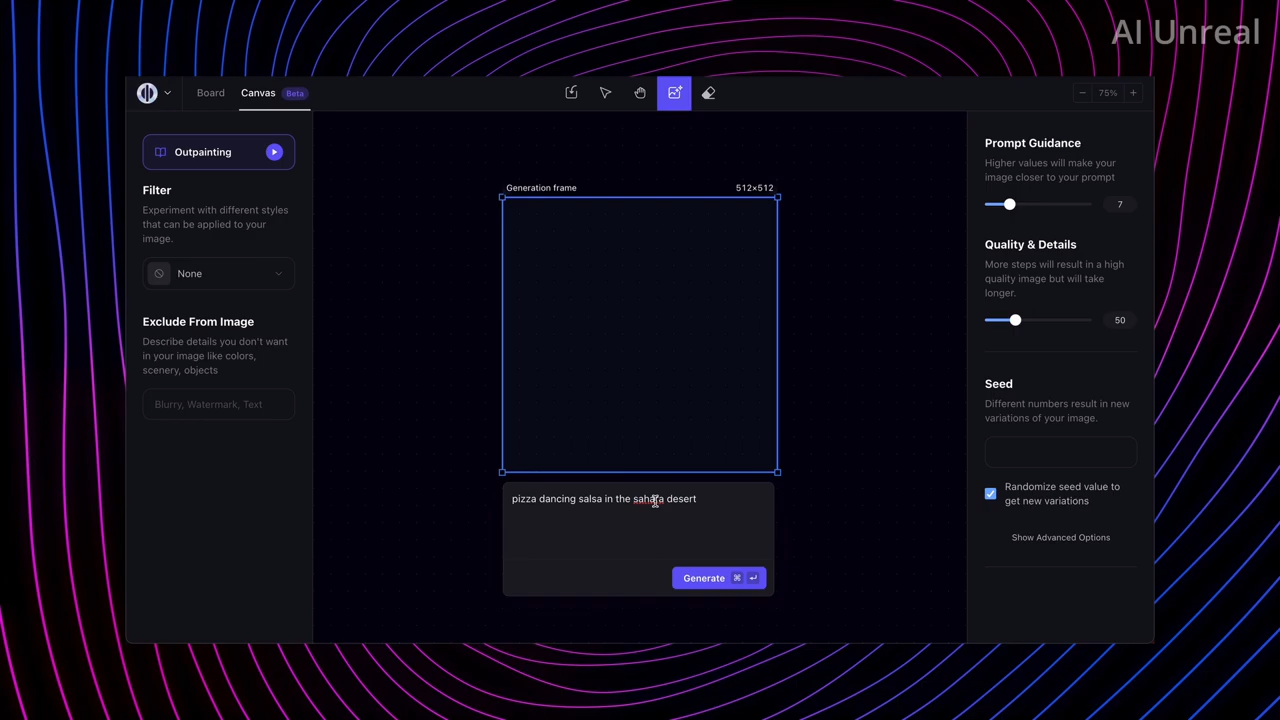 AI Unreal
Board
Canvas
Beta
75%
Outpainting
Filter
Experiment with different styles
that can be applied to your
image.
None
Exclude From Image
Describe details you don't want
in your image like colors,
scenery, objects
Blurry, Watermark, Text
Generation frame
512×512
pizza dancing salsa in the sahara desert
Generate
Prompt Guidance
Higher values will make your
image closer to your prompt
7
Quality & Details
More steps will result in a high
quality image but will take
longer.
50
Seed
Different numbers result in new
variations of your image.
Randomize seed value to
get new variations
Show Advanced Options